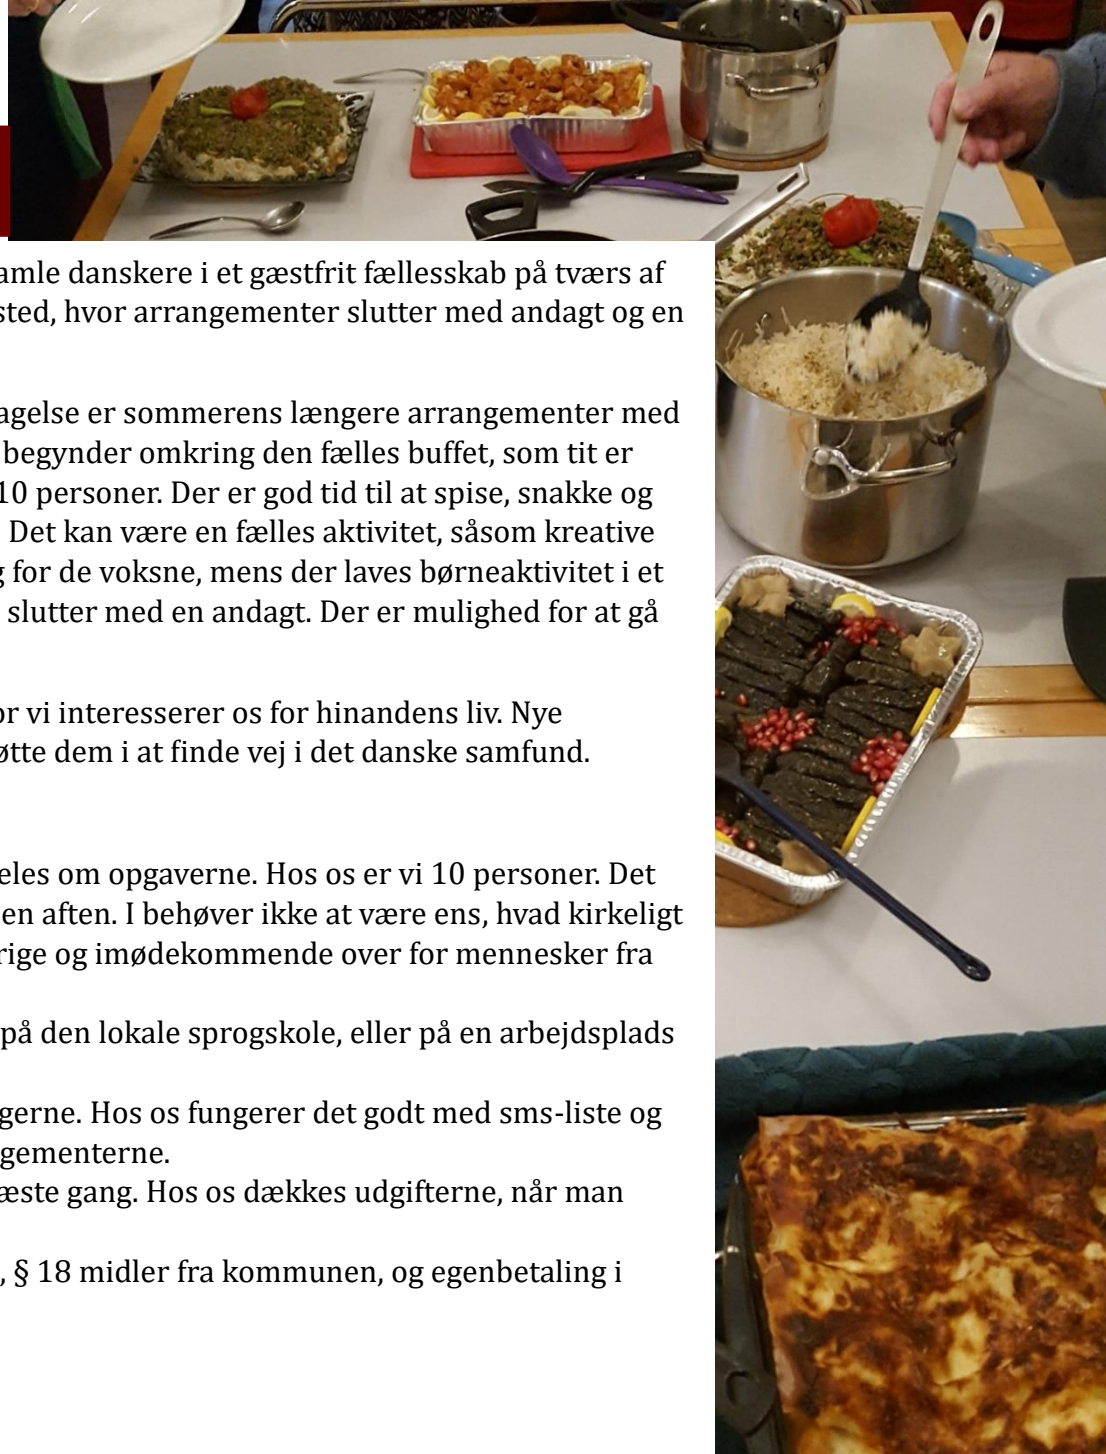 amle danskere i et gæstfrit fællesskab på tværs af
sted, hvor arrangementer slutter med andagt og en
agelse er sommerens længere arrangementer med
begynder omkring den fælles buffet, som tit er
10 personer. Der er god tid til at spise, snakke og
Det kan være en fælles aktivitet, såsom kreative
g for de voksne, mens der laves børneaktivitet i et
slutter med en andagt. Der er mulighed for at gå
or vi interesserer os for hinandens liv. Nye
øtte dem i at finde vej i det danske samfund.
eles om opgaverne. Hos os er vi 10 personer. Det
en aften. I behøver ikke at være ens, hvad kirkeligt
rige og imødekommende over for mennesker fra
på den lokale sprogskole, eller på en arbejdsplads
gerne. Hos os fungerer det godt med sms-liste og
gementerne.
æste gang. Hos os dækkes udgifterne, når man
, § 18 midler fra kommunen, og egenbetaling i